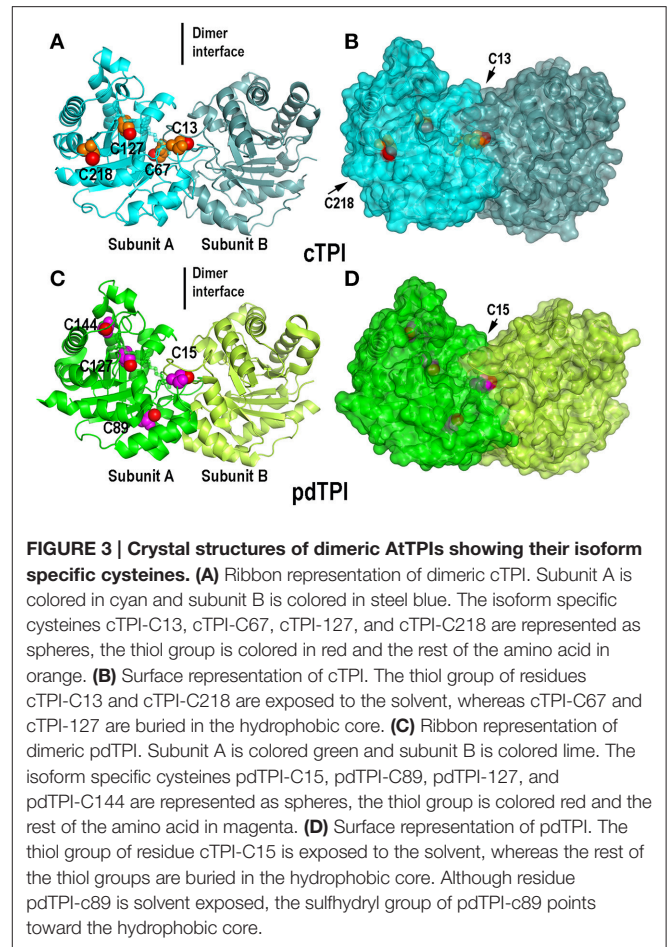 A
Dimer
interface
B
C13
C13
C127
C218
C67
C218
Subunit A
Subunit B
cTPI
C
Dimer
interface
D
C144
C15
C127
C15
C89
Subunit A
Subunit B
pdTPI
FIGURE 3 | Crystal structures of dimeric AtTPIs showing their isoform
specific cysteines. (A) Ribbon representation of dimeric cTPI. Subunit A is
colored in cyan and subunit B is colored in steel blue. The isoform specific
cysteines cTPI-C13, cTPI-C67, cTPI-127, and cTPI-C218 are represented as
spheres, the thiol group is colored in red and the rest of the amino acid in
orange. (B) Surface representation of cTPI. The thiol group of residues
cTPI-C13 and cTPI-C218 are exposed to the solvent, whereas cTPI-C67 and
cTPI-127 are buried in the hydrophobic core. (C) Ribbon representation of
dimeric pdTPI. Subunit A is colored green and subunit B is colored lime. The
isoform specific cysteines pdTPI-C15, pdTPI-C89, pdTPI-127, and
pdTPI-C144 are represented as spheres, the thiol group is colored red and the
rest of the amino acid in magenta. (D) Surface representation of pdTPI. The
thiol group of residue cTPI-C15 is exposed to the solvent, whereas the rest of
the thiol groups are buried in the hydrophobic core. Although residue
pdTPI-c89 is solvent exposed, the sulfhydryl group of pdTPI-c89 points
toward the hydrophobic core.